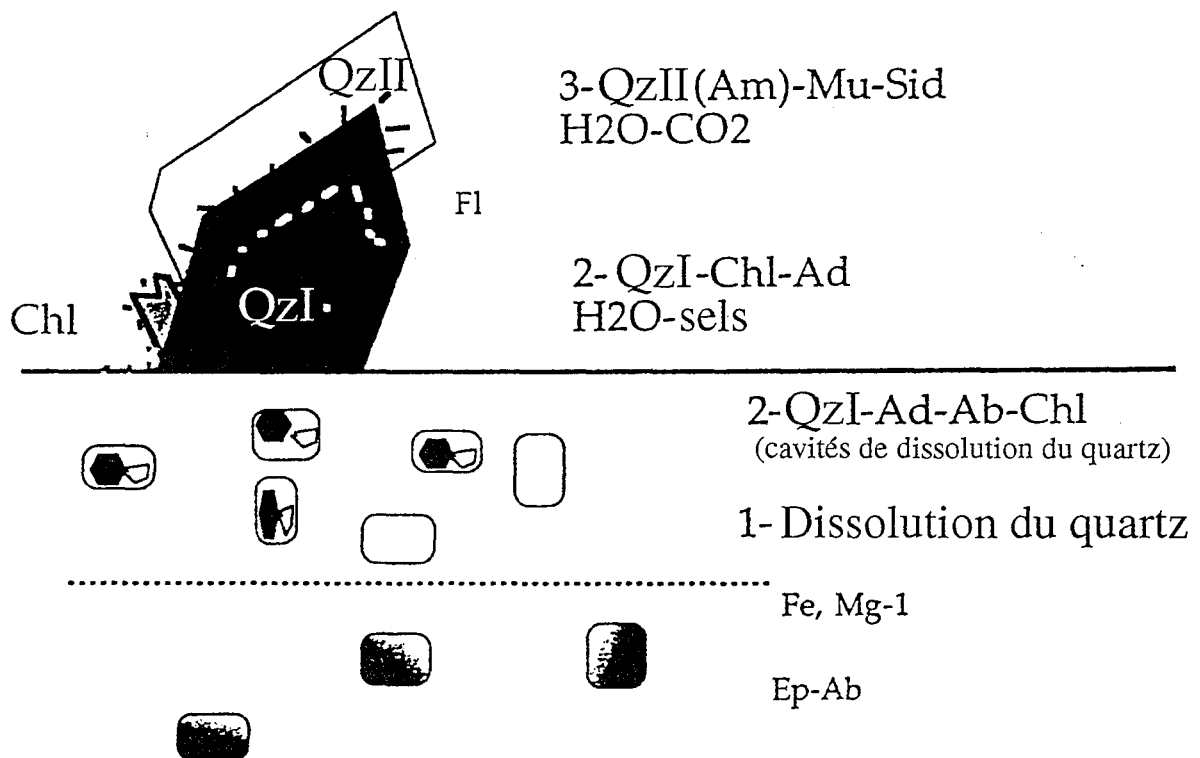 QzII
3-QzII(Am)-Mu-Sid
H2O-CO2
Fl
2- QzI-Chl-Ad
H2O-sels
QzI
Chl
2-QzI-Ad-Ab-Chl
(cavités de dissolution du quartz)
1- Dissolution du quartz
Fe, Mg-1
Ep-Ab